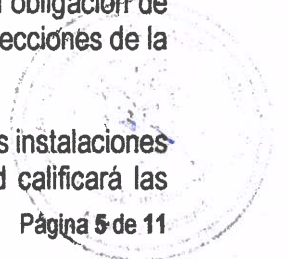 obligación de
ecciones de la
s instalaciones
d calificará las
Página 5 de 11